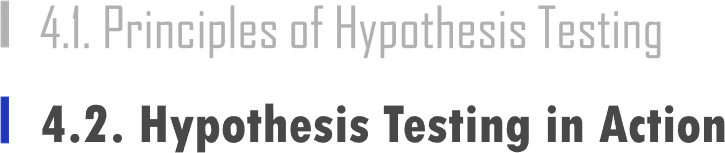 4.1. Principles of Hypothesis Testing
4.2. Hypothesis Testing in Action